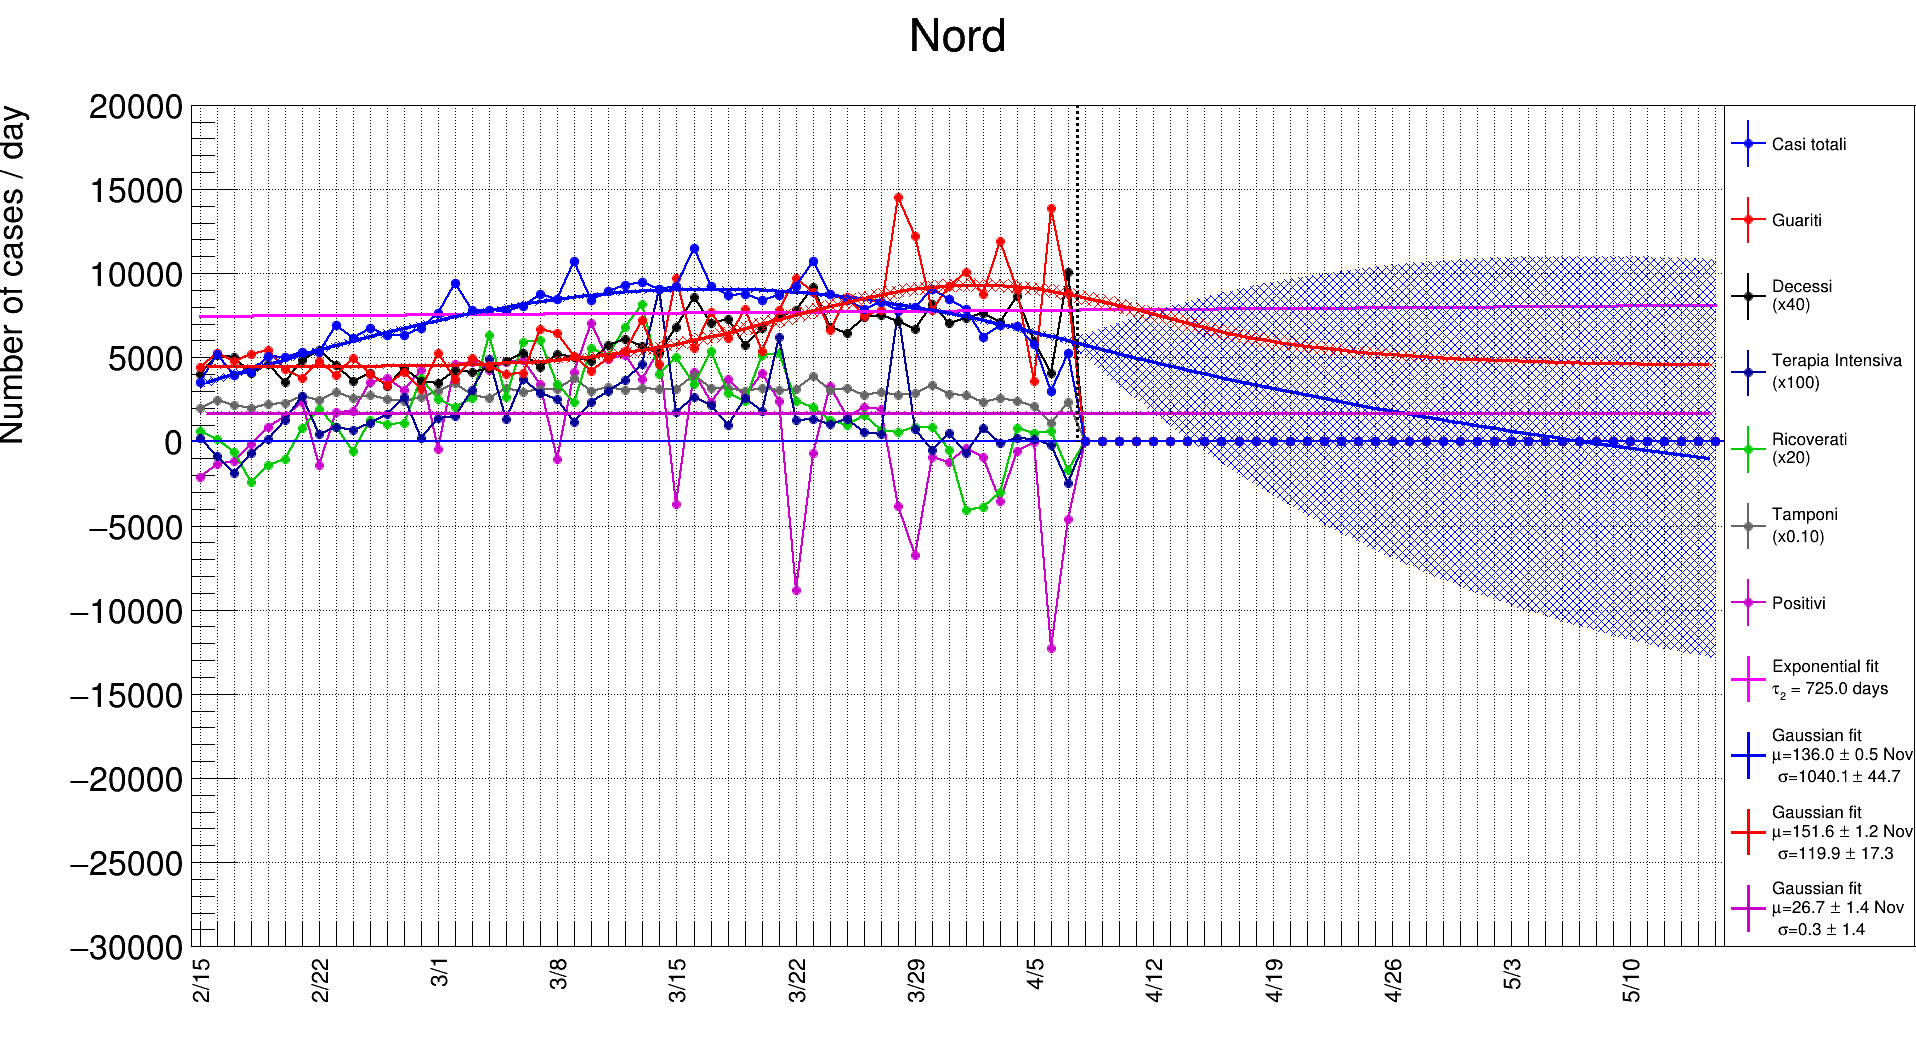 Nord
Number of cases / day
20000
15000
10000
5000
0
−5000
−10000
−15000
−20000
−25000
−30000
2/15
2/22
3/1
3/8
3/15
3/22
3/29
4/5
4/12
4/19
4/26
5/3
5/10
Casi totali
Guariti
Decessi
(x40)
Terapia Intensiva
(x100)
Ricoverati
(x20)
Tamponi
(x0.10)
Positivi
Exponential fit
τ2 = 725.0 days
Gaussian fit
μ=136.0 ± 0.5 Nov
σ=1040.1 ± 44.7
Gaussian fit
μ=151.6 ± 1.2 Nov
σ=119.9 ± 17.3
Gaussian fit
μ=26.7 ± 1.4 Nov
σ=0.3 ± 1.4